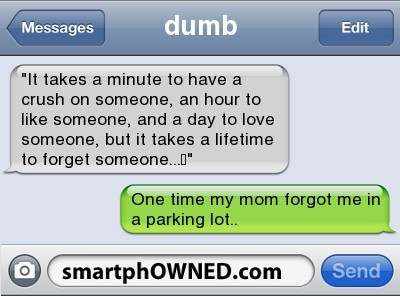 Messages
dumb
Edit
"It takes a minute to have a
crush on someone, an hour to
like someone, and a day to love
someone, but it takes a lifetime
to forget someone...▯"
One time my mom forgot me in
a parking lot..
smartphOWNED.com
Send